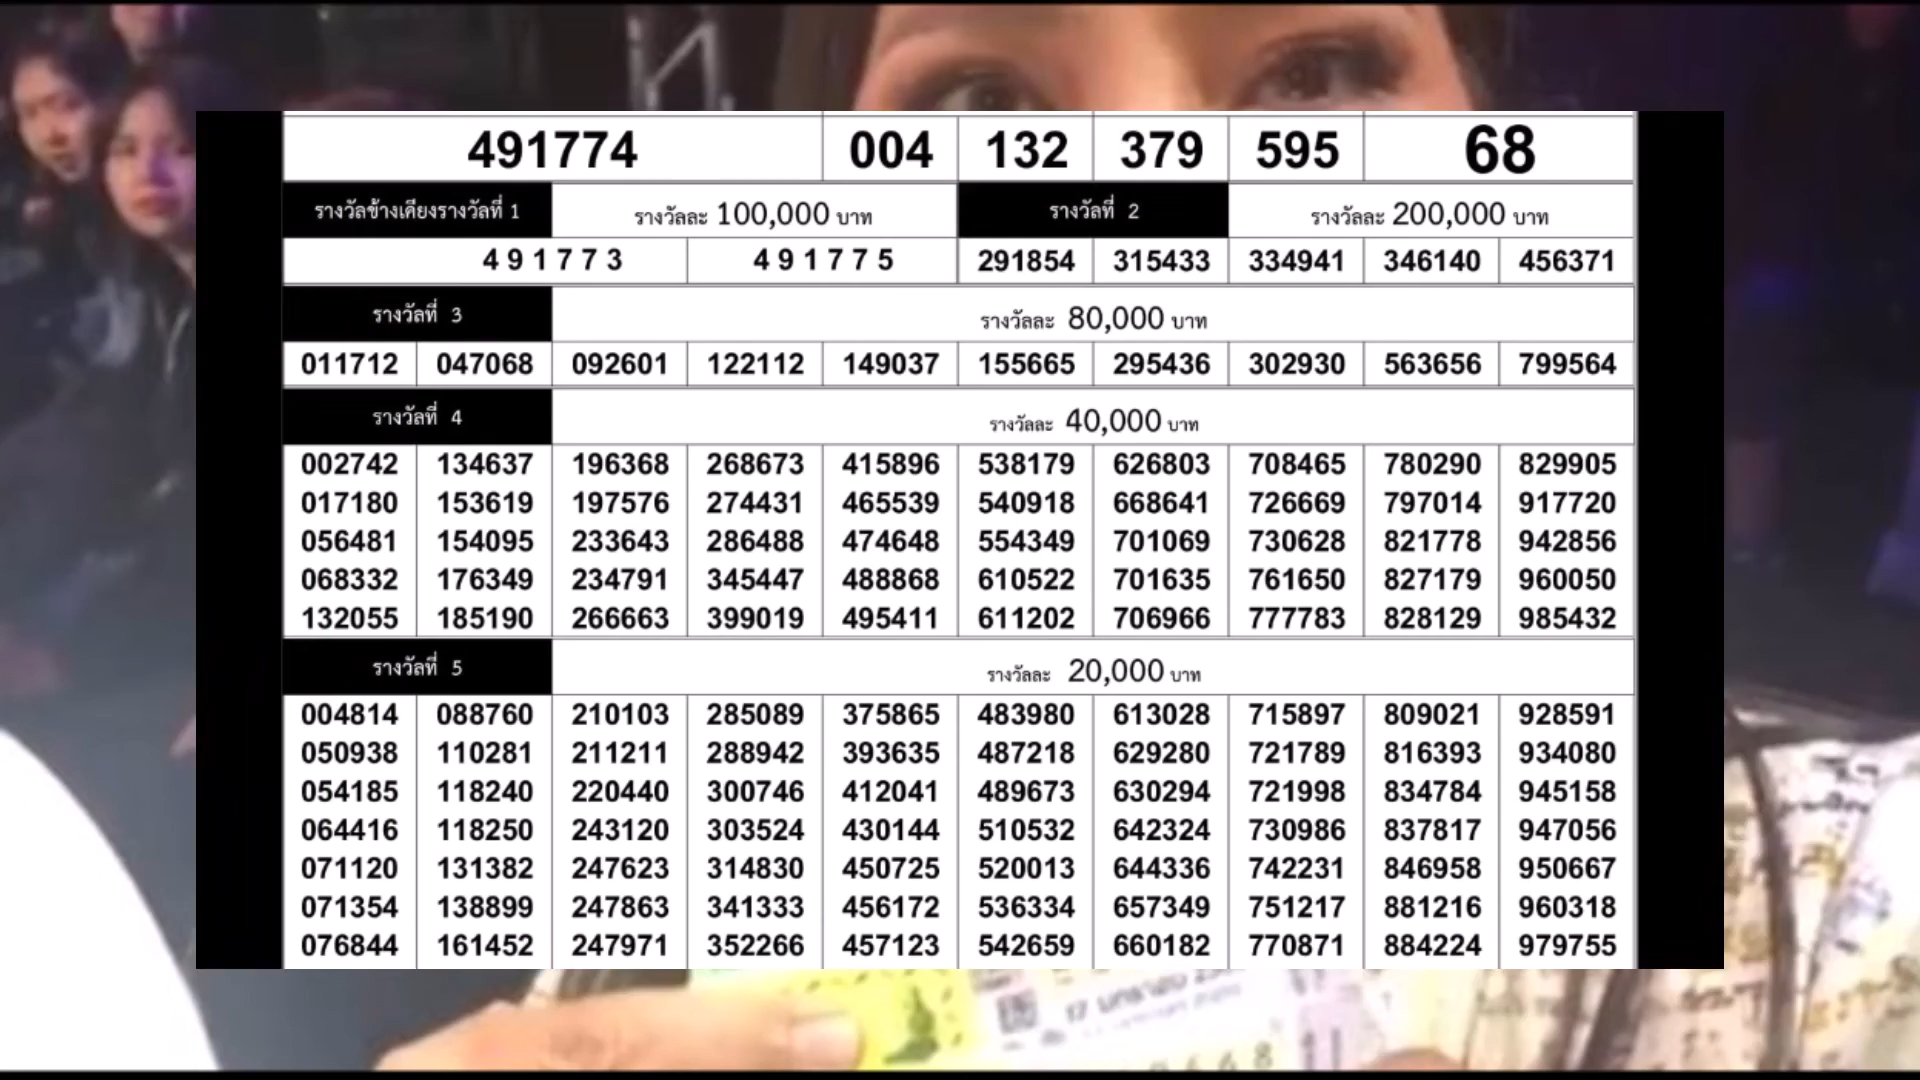 491774 004 132 379 595 68
รางวัลข้างเคียงรางวัลที่ 1 รางวัลละ 100,000 บาท รางวัลที่ 2 รางวัลละ 200,000 บาท
491773 491775 291854 315433 334941 346140 456371
รางวัลที่ 3 รางวัลละ 80,000 บาท
011712 047068 092601 122112 149037 155665 295436 302930 563656 799564
รางวัลที่ 4 รางวัลละ 40,000 บาท
002742 134637 196368 268673 415896 538179 626803 708465 780290 829905
017180 153619 197576 274431 465539 540918 668641 726669 797014 917720
056481 154095 233643 286488 474648 554349 701069 730628 821778 942856
068332 176349 234791 345447 488868 610522 701635 761650 827179 960050
132055 185190 266663 399019 495411 611202 706966 777783 828129 985432
รางวัลที่ 5 รางวัลละ 20,000 บาท
004814 088760 210103 285089 375865 483980 613028 715897 809021 928591
050938 110281 211211 288942 393635 487218 629280 721789 816393 934080
054185 118240 220440 300746 412041 489673 630294 721998 834784 945158
064416 118250 243120 303524 430144 510532 642324 730986 837817 947056
071120 131382 247623 314830 450725 520013 644336 742231 846958 950667
071354 138899 247863 341333 456172 536334 657349 751217 881216 960318
076844 161452 247971 352266 457123 542659 660182 770871 884224 979755
17 มกราคม